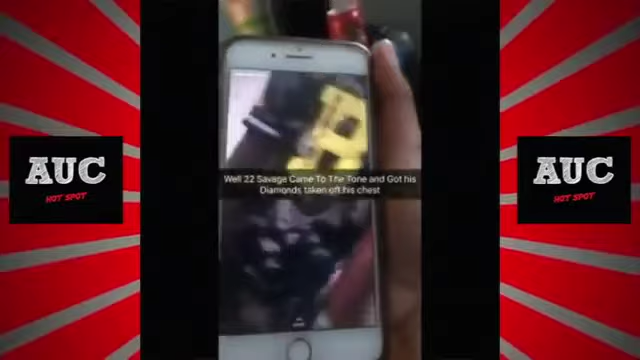 AUC
HOT SPOT
Well 22 Savage Came To The Tone and Got his
Diamonds taken off his chest
AUC
HOT SPOT